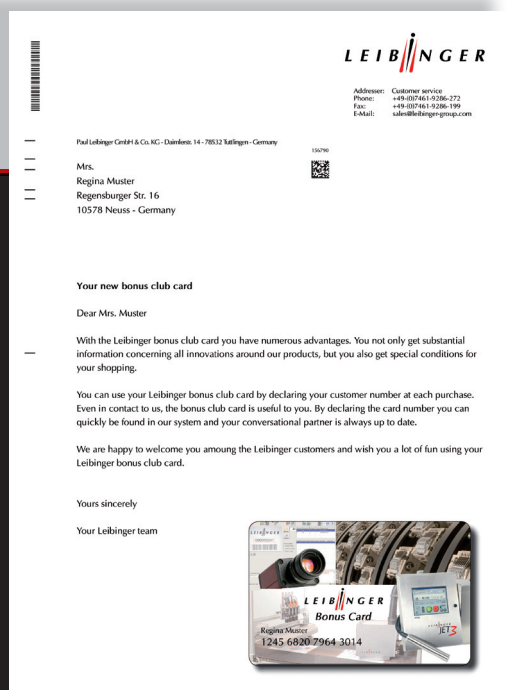 LEIBINGER
Addresser: Customer service
Phone: +49-(0)7461-9286-272
Fax: +49-(0)7461-9286-199
E-Mail: sales@leibinger-group.com
Paul Leibinger GmbH & Co. KG - Daimlerstr. 14 - 78532 Tuttlingen - Germany
156790
Mrs.
Regina Muster
Regensburger Str. 16
10578 Neuss - Germany
Your new bonus club card
Dear Mrs. Muster
With the Leibinger bonus club card you have numerous advantages. You not only get substantial
information concerning all innovations around our products, but you also get special conditions for
your shopping.
You can use your Leibinger bonus club card by declaring your customer number at each purchase.
Even in contact to us, the bonus club card is useful to you. By declaring the card number you can
quickly be found in our system and your conversational partner is always up to date.
We are happy to welcome you amoung the Leibinger customers and wish you a lot of fun using your
Leibinger bonus club card.
Yours sincerely
Your Leibinger team
LEIBINGER
LEIBINGER
Bonus Card
Regina Muster
1245 6820 7964 3014
JET3